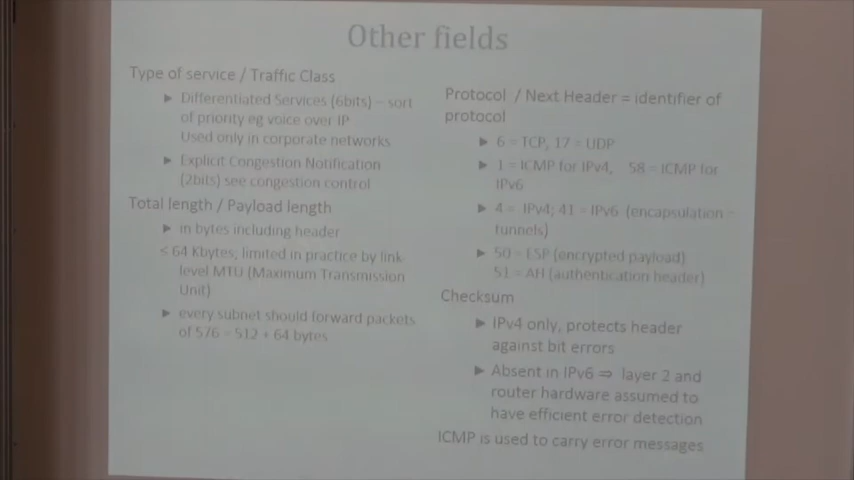 Other fields
Type of service / Traffic Class
► Differentiated Services (6bits) – sort
of priority eg voice over IP
Used only in corporate networks
► Explicit Congestion Notification
(2bits) see congestion control
Total length / Payload length
► in bytes including header
≤ 64 Kbytes; limited in practice by link-
level MTU (Maximum Transmission
Unit)
► every subnet should forward packets
of 576 = 512 + 64 bytes
Protocol / Next Header = identifier of
protocol
► 6 = TCP, 17 = UDP
► 1 = ICMP for IPv4, 58 = ICMP for
IPv6
► 4 = IPv4; 41 = IPv6 (encapsulation –
tunnels)
► 50 = ESP (encrypted payload)
51 = AH (authentication header)
Checksum
► IPv4 only, protects header
against bit errors
► Absent in IPv6 ⇒ layer 2 and
router hardware assumed to
have efficient error detection
ICMP is used to carry error messages